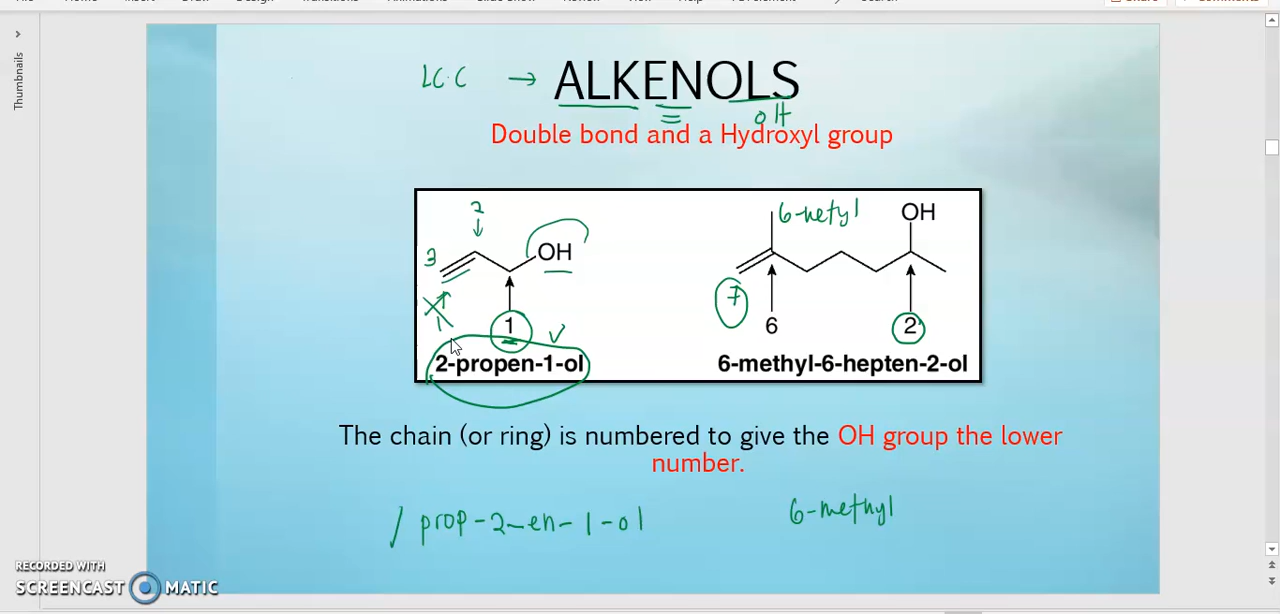 Share
Comments
Thumbnails
LC.C → ALKENOLS
= OH
Double bond and a Hydroxyl group
2
6-metyl
OH
3
OH
7
1
1
6
2
2-propen-1-ol
6-methyl-6-hepten-2-ol
The chain (or ring) is numbered to give the OH group the lower
number.
/ prop-2-en-1-ol
6-methyl
RECORDED WITH
SCREENCAST MATIC